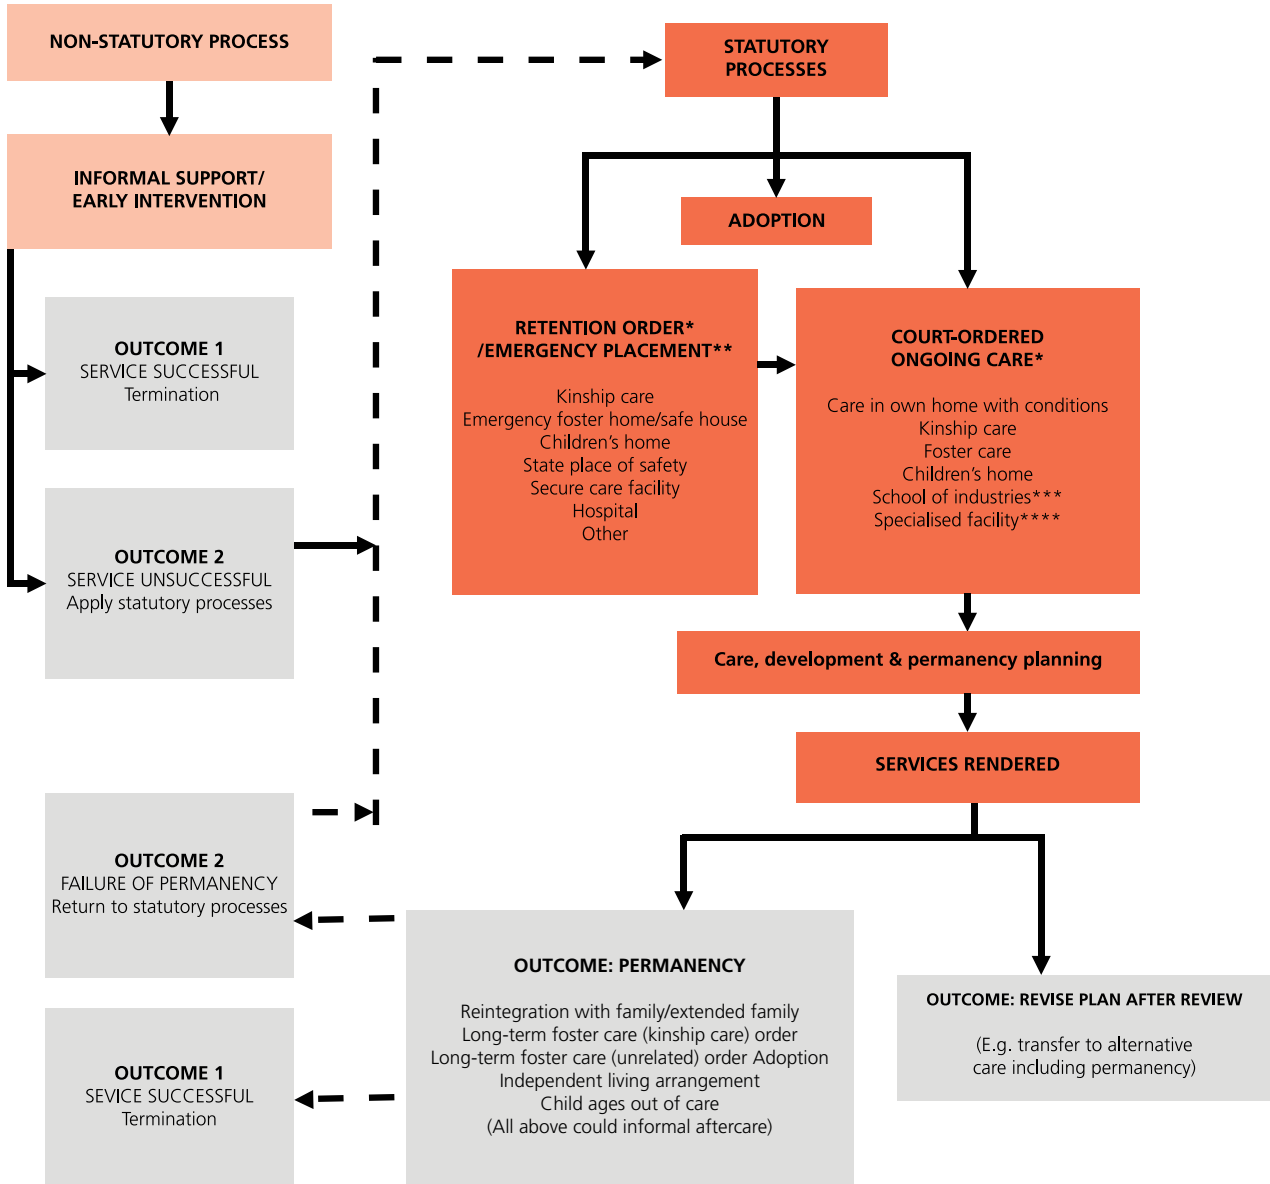 NON-STATUTORY PROCESS
INFORMAL SUPPORT/
EARLY INTERVENTION
OUTCOME 1
SERVICE SUCCESSFUL
Termination
OUTCOME 2
SERVICE UNSUCCESSFUL
Apply statutory processes
STATUTORY
PROCESSES
ADOPTION
RETENTION ORDER*
/EMERGENCY PLACEMENT**
Kinship care
Emergency foster home/safe house
Children's home
State place of safety
Secure care facility
Hospital
Other
COURT-ORDERED
ONGOING CARE*
Care in own home with conditions
Kinship care
Foster care
Children's home
School of industries***
Specialised facility****
Care, development & permanency planning
SERVICES RENDERED
OUTCOME 2
FAILURE OF PERMANENCY
Return to statutory processes
OUTCOME 1
SEVICE SUCCESSFUL
Termination
OUTCOME: PERMANENCY
Reintegration with family/extended family
Long-term foster care (kinship care) order
Long-term foster care (unrelated) order Adoption
Independent living arrangement
Child ages out of care
(All above could informal aftercare)
OUTCOME: REVISE PLAN AFTER REVIEW
(E.g. transfer to alternative
care including permanency)